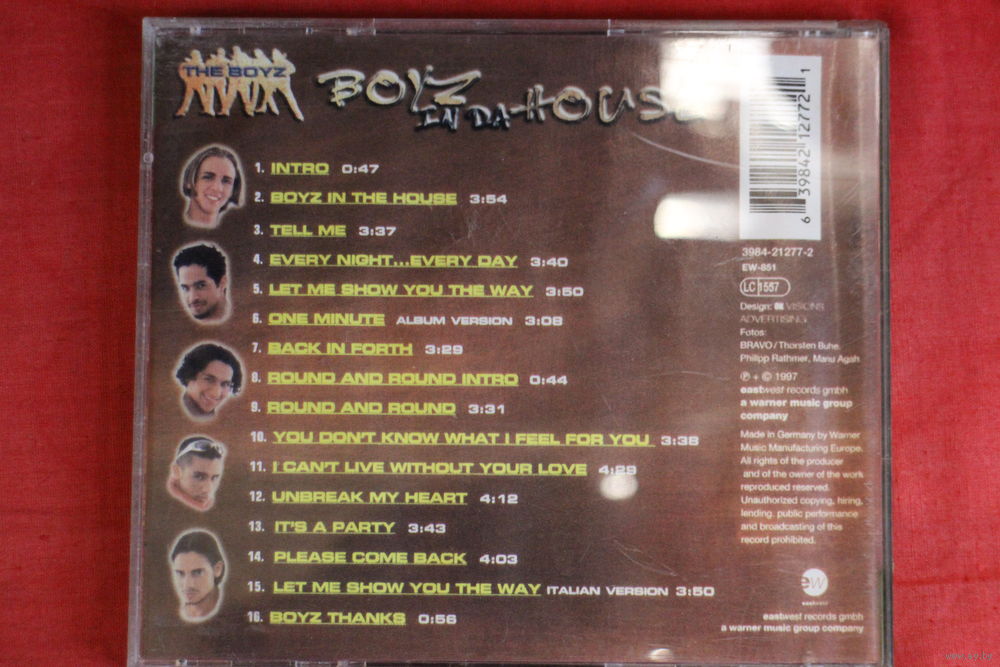 THE BOYZ
BOYZ
IN DA HOUSE
1. INTRO 0:47
2. BOYZ IN THE HOUSE 3:54
3. TELL ME 3:37
4. EVERY NIGHT...EVERY DAY 3:40
5. LET ME SHOW YOU THE WAY 3:50
6. ONE MINUTE ALBUM VERSION 3:08
7. BACK IN FORTH 3:29
8. ROUND AND ROUND INTRO 0:44
9. ROUND AND ROUND 3:31
10. YOU DON'T KNOW WHAT I FEEL FOR YOU 3:38
11. I CAN'T LIVE WITHOUT YOUR LOVE 4:29
12. UNBREAK MY HEART 4:12
13. IT'S A PARTY 3:43
14. PLEASE COME BACK 4:03
15. LET ME SHOW YOU THE WAY ITALIAN VERSION 3:50
16. BOYZ THANKS 0:56
6 39842 12772 1
3984-21277-2
EW-851
LC 1557
Design: VISIONS
ADVERTISING
Fotos:
BRAVO/Thorsten Buhe,
Philipp Rathmer, Manu Agah
℗ + © 1997
eastwest records gmbh
a warner music group
company
Made in Germany by Warner
Music Manufacturing Europe.
All rights of the producer
and of the owner of the work
reproduced reserved.
Unauthorized copying, hiring,
lending, public performance
and broadcasting of this
record prohibited.
ew
eastwest
eastwest records gmbh
a warner music group company
www.ay.by